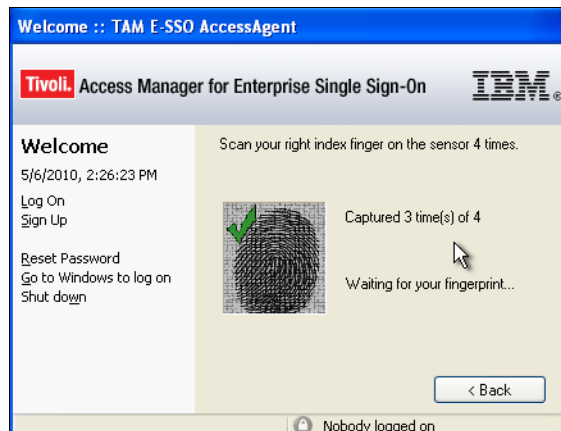 Welcome :: TAM E-SSO AccessAgent
Tivoli. Access Manager for Enterprise Single Sign-On IBM®
Welcome
5/6/2010, 2:26:23 PM
Log On
Sign Up
Reset Password
Go to Windows to log on
Shut down
Scan your right index finger on the sensor 4 times.
Captured 3 time(s) of 4
Waiting for your fingerprint...
< Back
Nobody logged on